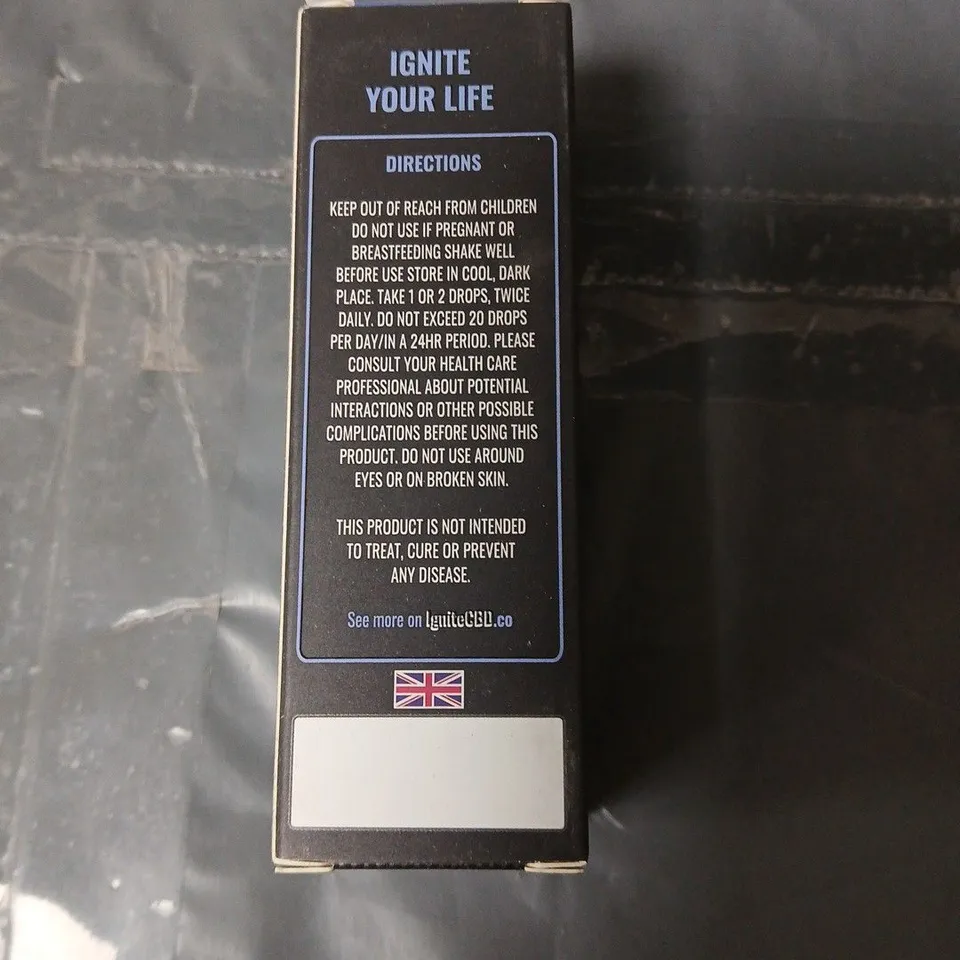 IGNITE
YOUR LIFE
DIRECTIONS
KEEP OUT OF REACH FROM CHILDREN
DO NOT USE IF PREGNANT OR
BREASTFEEDING SHAKE WELL
BEFORE USE STORE IN COOL, DARK
PLACE. TAKE 1 OR 2 DROPS, TWICE
DAILY. DO NOT EXCEED 20 DROPS
PER DAY/IN A 24HR PERIOD. PLEASE
CONSULT YOUR HEALTH CARE
PROFESSIONAL ABOUT POTENTIAL
INTERACTIONS OR OTHER POSSIBLE
COMPLICATIONS BEFORE USING THIS
PRODUCT. DO NOT USE AROUND
EYES OR ON BROKEN SKIN.
THIS PRODUCT IS NOT INTENDED
TO TREAT, CURE OR PREVENT
ANY DISEASE.
See more on IgniteCBD.co